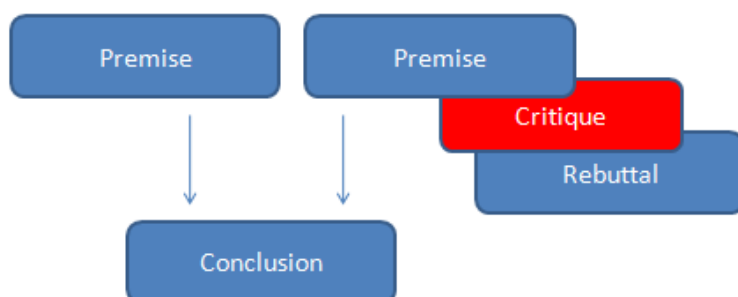 Premise
Premise
Critique
Rebuttal
Conclusion